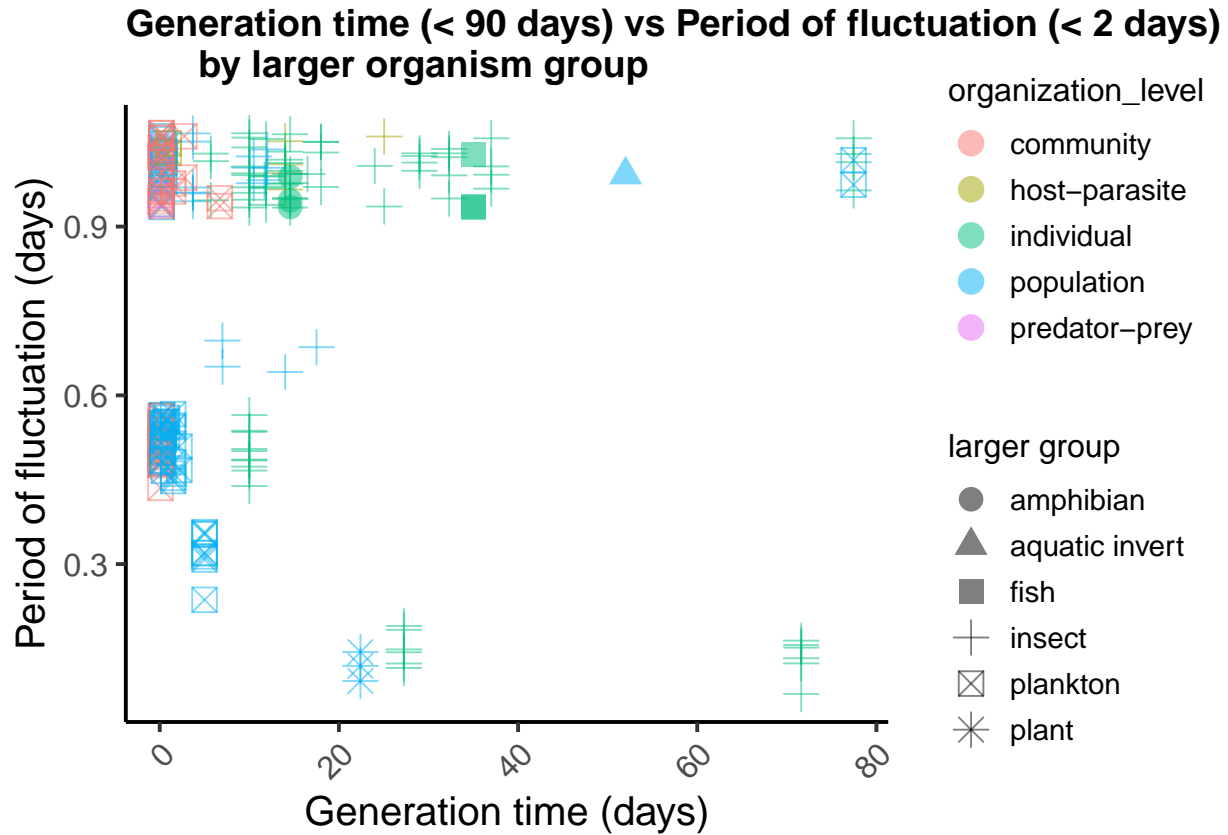 Generation time (< 90 days) vs Period of fluctuation (< 2 days)
by larger organism group
Period of fluctuation (days)
0.9
0.6
0.3
0
20
40
60
80
Generation time (days)
organization_level
community
host−parasite
individual
population
predator−prey
larger group
amphibian
aquatic invert
fish
insect
plankton
plant